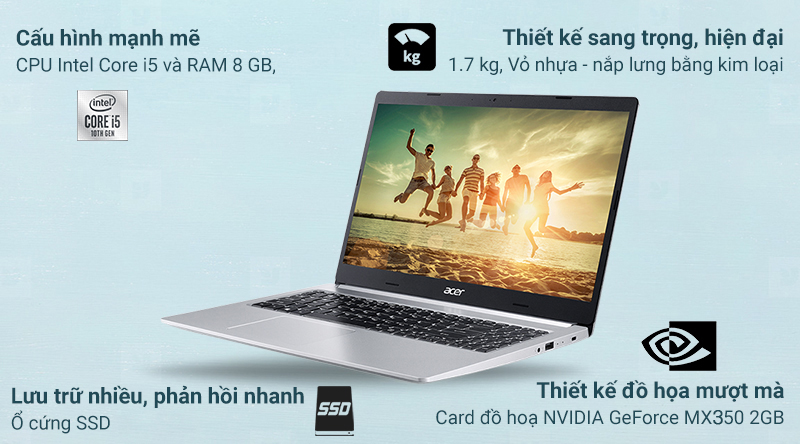 Cấu hình mạnh mẽ
CPU Intel Core i5 và RAM 8 GB,
intel
CORE i5
10TH GEN
kg
Thiết kế sang trọng, hiện đại
1.7 kg, Vỏ nhựa - nắp lưng bằng kim loại
acer
Lưu trữ nhiều, phản hồi nhanh
Ổ cứng SSD
SSD
Thiết kế đồ họa mượt mà
Card đồ hoạ NVIDIA GeForce MX350 2GB